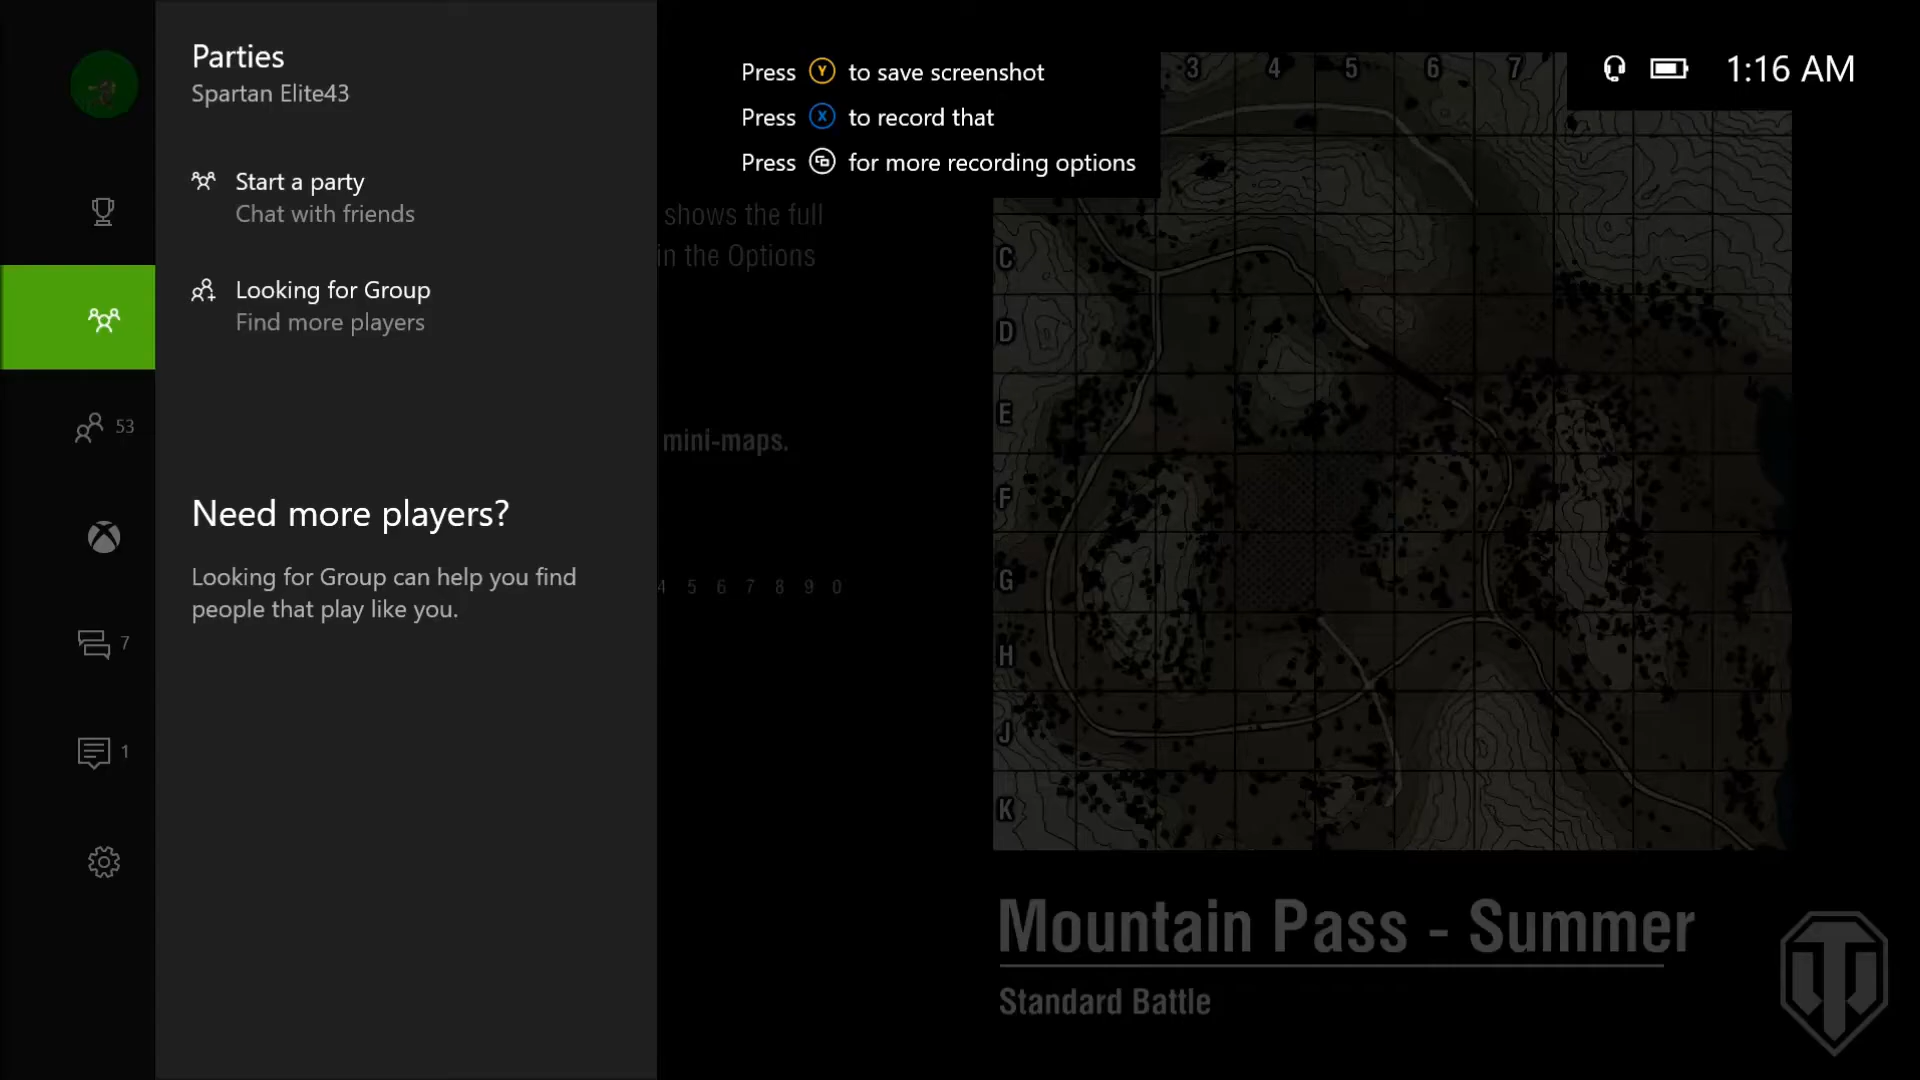 Parties
Spartan Elite43
Start a party
Chat with friends
Looking for Group
Find more players
53
Need more players?
Looking for Group can help you find
people that play like you.
7
1
Press Y to save screenshot
Press X to record that
Press for more recording options
1:16 AM
shows the full
in the Options
mini-maps.
4 5 6 7 8 9 0
3 4 5 6 7
C
D
E
F
G
H
J
K
Mountain Pass - Summer
Standard Battle